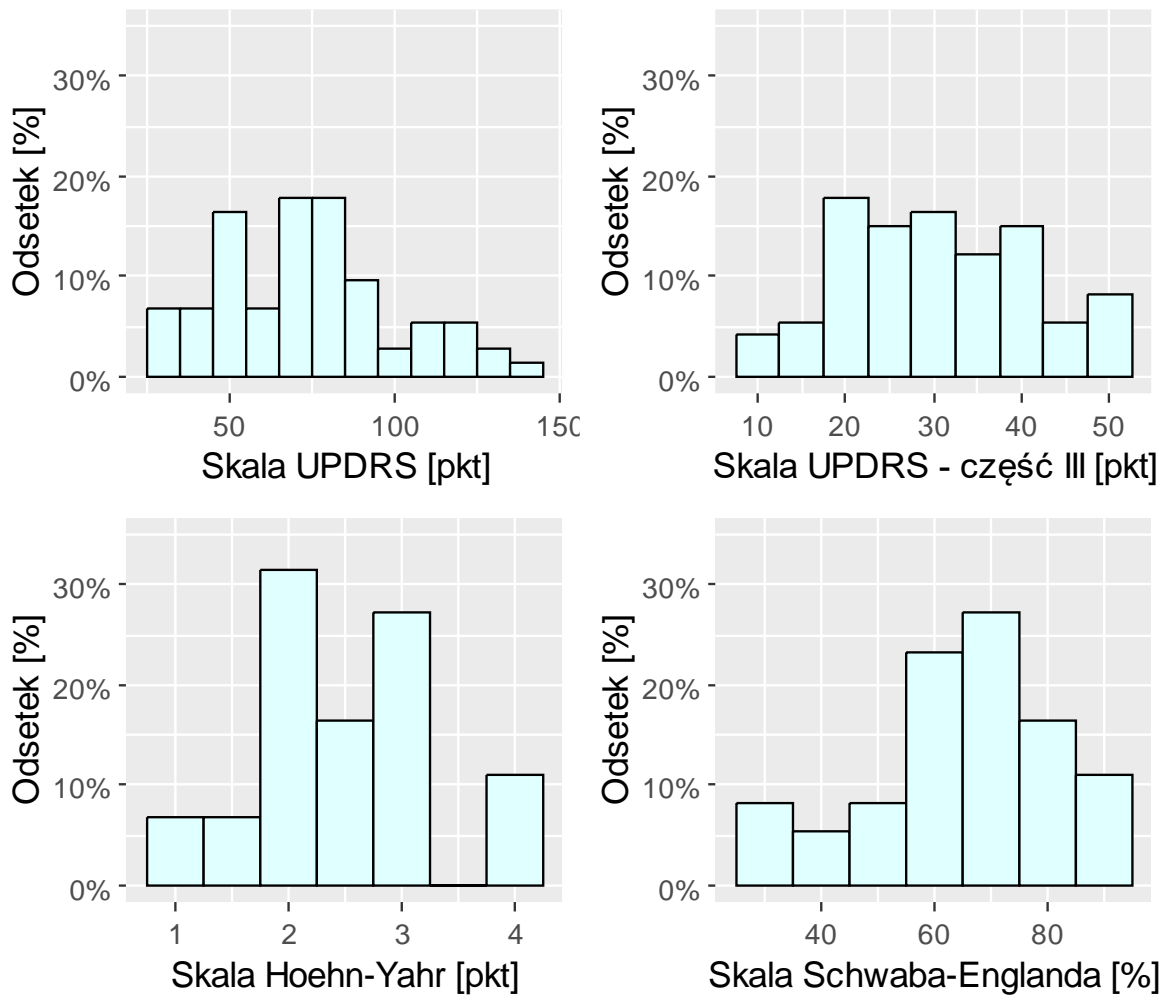 Odsetek [%]
30%
20%
10%
0%
50 100 150
Skala UPDRS [pkt]
Odsetek [%]
30%
20%
10%
0%
10 20 30 40 50
Skala UPDRS - część III [pkt]
Odsetek [%]
30%
20%
10%
0%
1 2 3 4
Skala Hoehn-Yahr [pkt]
Odsetek [%]
30%
20%
10%
0%
40 60 80
Skala Schwaba-Englanda [%]